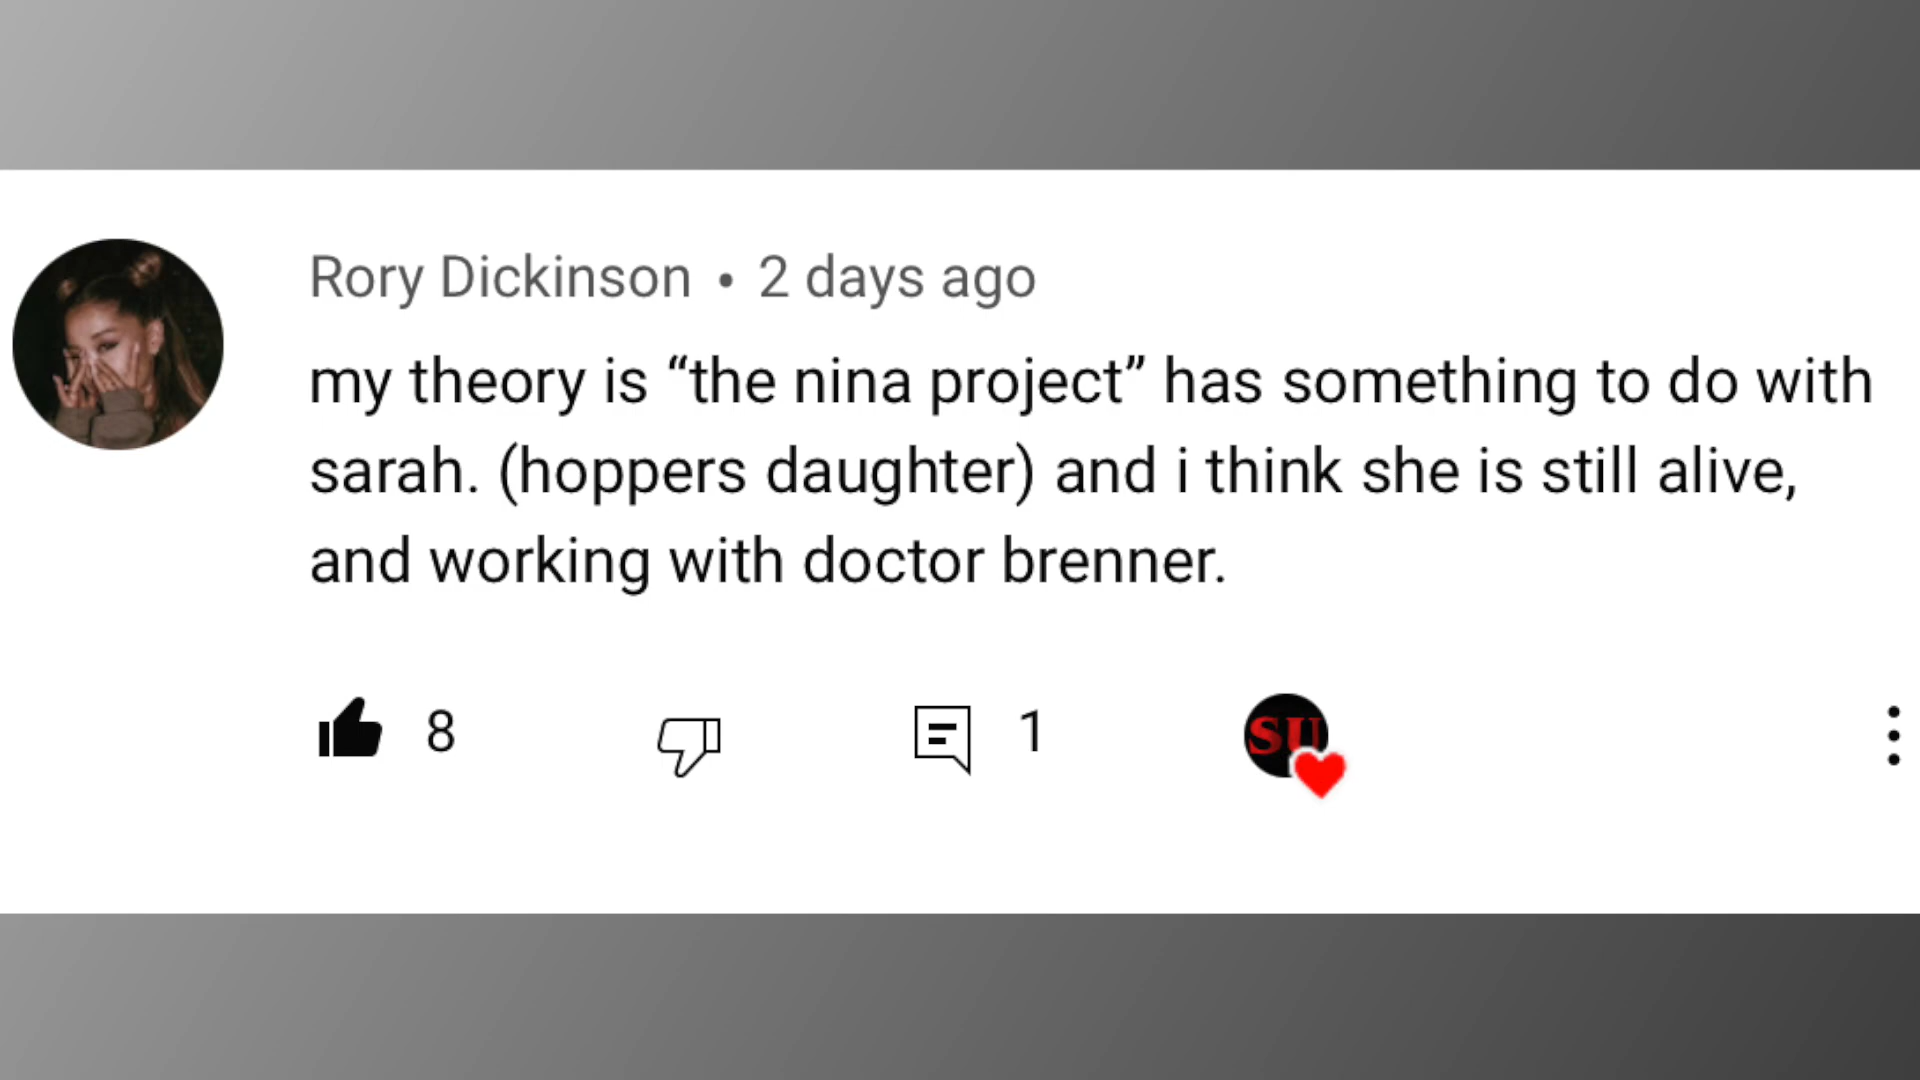 Rory Dickinson • 2 days ago
my theory is “the nina project” has something to do with
sarah. (hoppers daughter) and i think she is still alive,
and working with doctor brenner.
8 1 SU